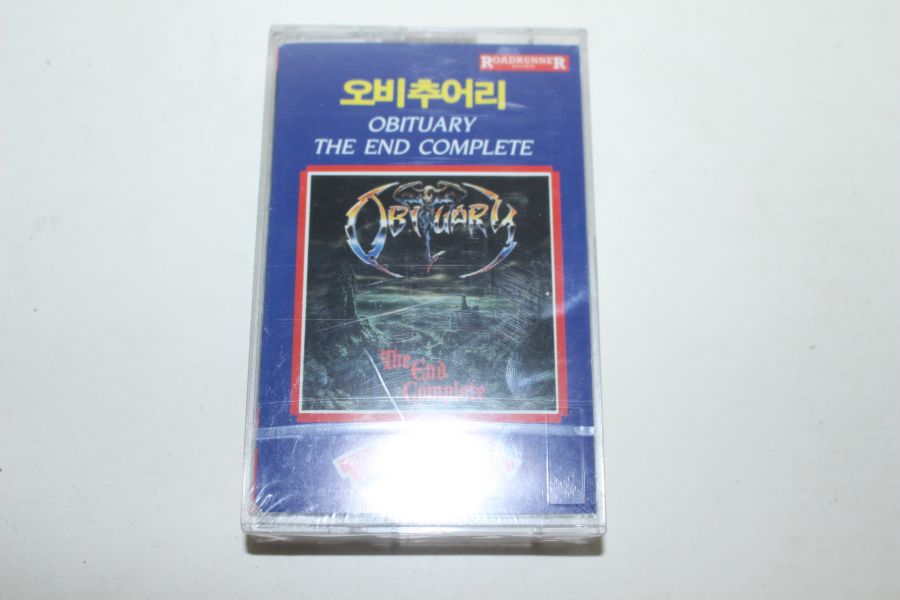 ROADRUNNER
오비추어리
OBITUARY
THE END COMPLETE
OBITUARY
The
End
Complete